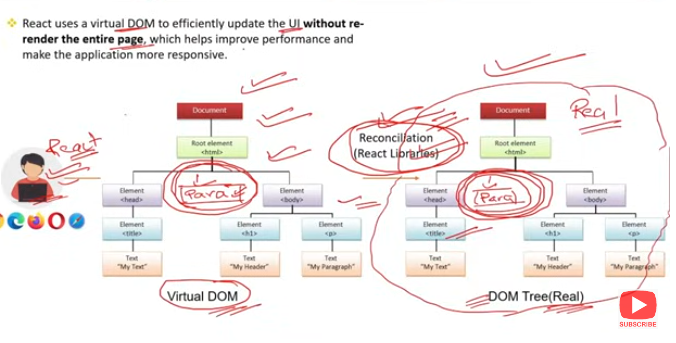 React uses a virtual DOM to efficiently update the UI without re-
render the entire page, which helps improve performance and
make the application more responsive.
React
Document
Root element
<html>
Para
Element
<head>
Element
<body>
Element
<title>
Element
<h1>
Element
<p>
Text
"My Text"
Text
"My Header"
Text
"My Paragraph"
Virtual DOM
Reconciliation
(React Libraries)
Real
Document
Root element
<html>
Para
Element
<head>
Element
<body>
Element
<title>
Element
<h1>
Element
<p>
Text
"My Text"
Text
"My Header"
Text
"My Paragraph"
DOM Tree(Real)
SUBSCRIBE